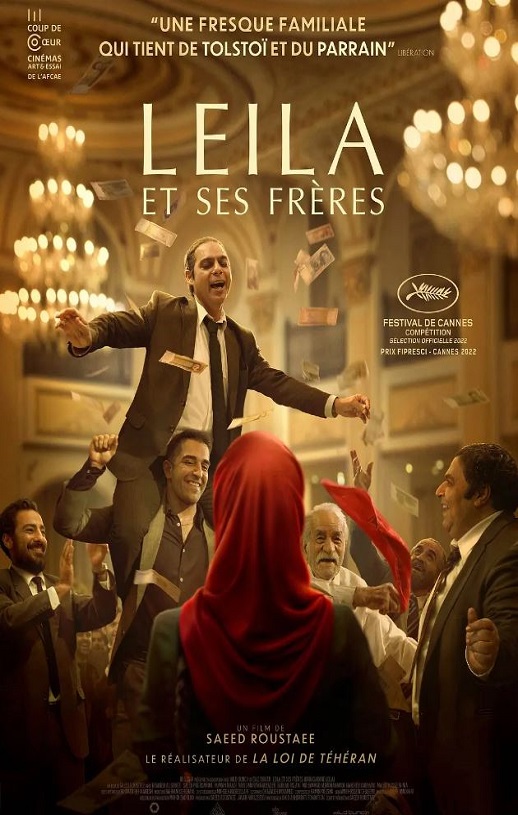 COUP DE
CŒUR
CINÉMAS
ART & ESSAI
DE L'AFCAE
"UNE FRESQUE FAMILIALE
QUI TIENT DE TOLSTOÏ ET DU PARRAIN" LIBÉRATION
LEILA
ET SES FRÈRES
FESTIVAL DE CANNES
COMPÉTITION
SÉLECTION OFFICIELLE 2022
PRIX FIPRESCI - CANNES 2022
UN FILM DE
SAEED ROUSTAEE
LE RÉALISATEUR DE LA LOI DE TÉHÉRAN